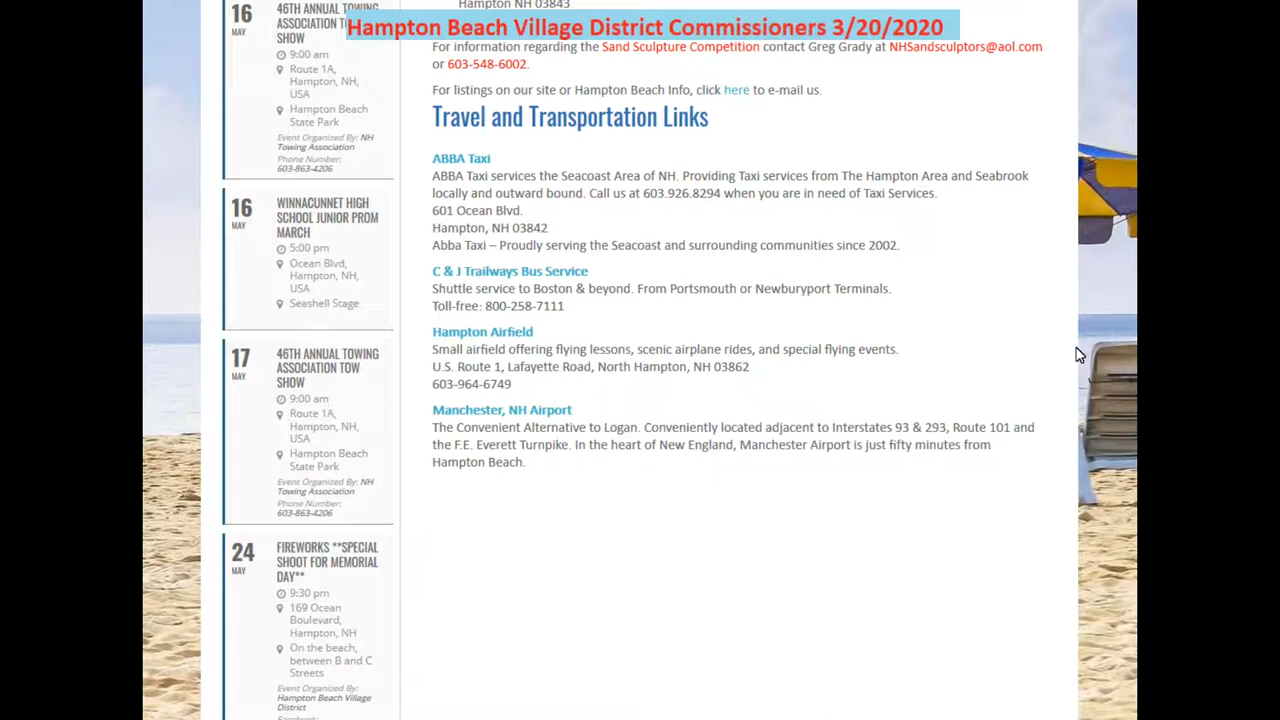 Hampton Beach Village District Commissioners 3/20/2020
16
MAY
46TH ANNUAL TOWING
ASSOCIATION TOW
SHOW
9:00 am
Route 1A,
Hampton, NH,
USA
Hampton Beach
State Park
Event Organized By: NH
Towing Association
Phone Number:
603-863-4206
16
MAY
WINNACUNNET HIGH
SCHOOL JUNIOR PROM
MARCH
5:00 pm
Ocean Blvd,
Hampton, NH,
USA
Seashell Stage
17
MAY
46TH ANNUAL TOWING
ASSOCIATION TOW
SHOW
9:00 am
Route 1A,
Hampton, NH,
USA
Hampton Beach
State Park
Event Organized By: NH
Towing Association
Phone Number:
603-863-4206
24
MAY
FIREWORKS **SPECIAL
SHOOT FOR MEMORIAL
DAY**
9:30 pm
169 Ocean
Boulevard,
Hampton, NH
On the beach,
between B and C
Streets
Event Organized By:
Hampton Beach Village
District
Facebook:
Hampton NH 03843
For information regarding the Sand Sculpture Competition contact Greg Grady at NHSandsculptors@aol.com
or 603-548-6002.
For listings on our site or Hampton Beach Info, click here to e-mail us.
Travel and Transportation Links
ABBA Taxi
ABBA Taxi services the Seacoast Area of NH. Providing Taxi services from The Hampton Area and Seabrook
locally and outward bound. Call us at 603.926.8294 when you are in need of Taxi Services.
601 Ocean Blvd.
Hampton, NH 03842
Abba Taxi – Proudly serving the Seacoast and surrounding communities since 2002.
C & J Trailways Bus Service
Shuttle service to Boston & beyond. From Portsmouth or Newburyport Terminals.
Toll-free: 800-258-7111
Hampton Airfield
Small airfield offering flying lessons, scenic airplane rides, and special flying events.
U.S. Route 1, Lafayette Road, North Hampton, NH 03862
603-964-6749
Manchester, NH Airport
The Convenient Alternative to Logan. Conveniently located adjacent to Interstates 93 & 293, Route 101 and
the F.E. Everett Turnpike. In the heart of New England, Manchester Airport is just fifty minutes from
Hampton Beach.